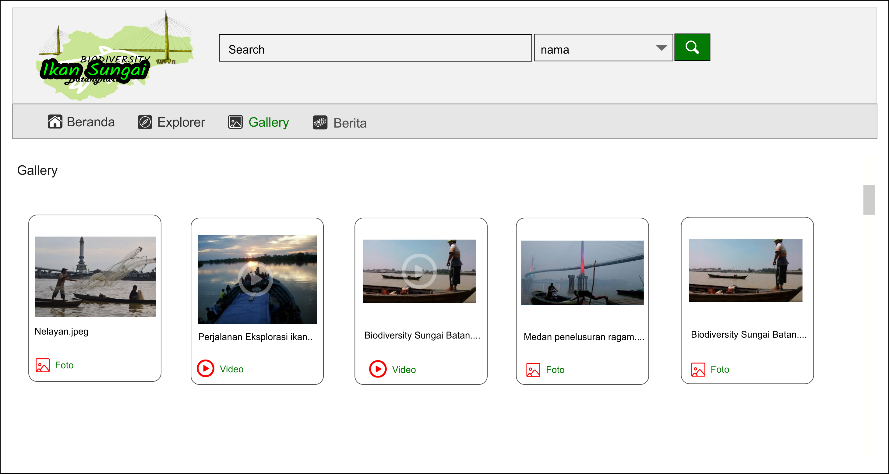 BIODIVERSITY
Ikan Sungai
Batanghari
Search
nama
Beranda
Explorer
Gallery
Berita
Gallery
Nelayan.jpeg
Perjalanan Eksplorasi ikan..
Biodiversity Sungai Batan....
Medan penelusuran ragam....
Biodiversity Sungai Batan....
Foto
Video
Video
Foto
Foto